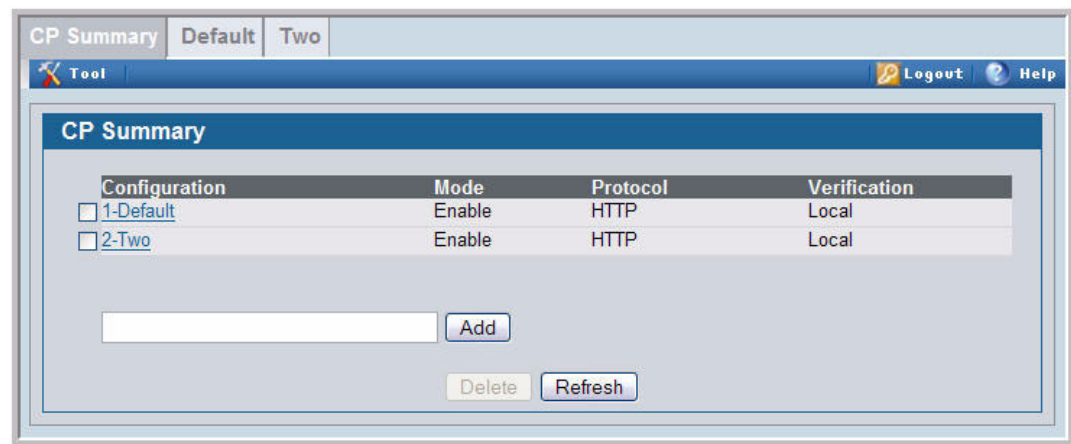 CP Summary Default Two
Tool Logout Help
CP Summary
Configuration Mode Protocol Verification
1-Default Enable HTTP Local
2-Two Enable HTTP Local
Add
Delete Refresh